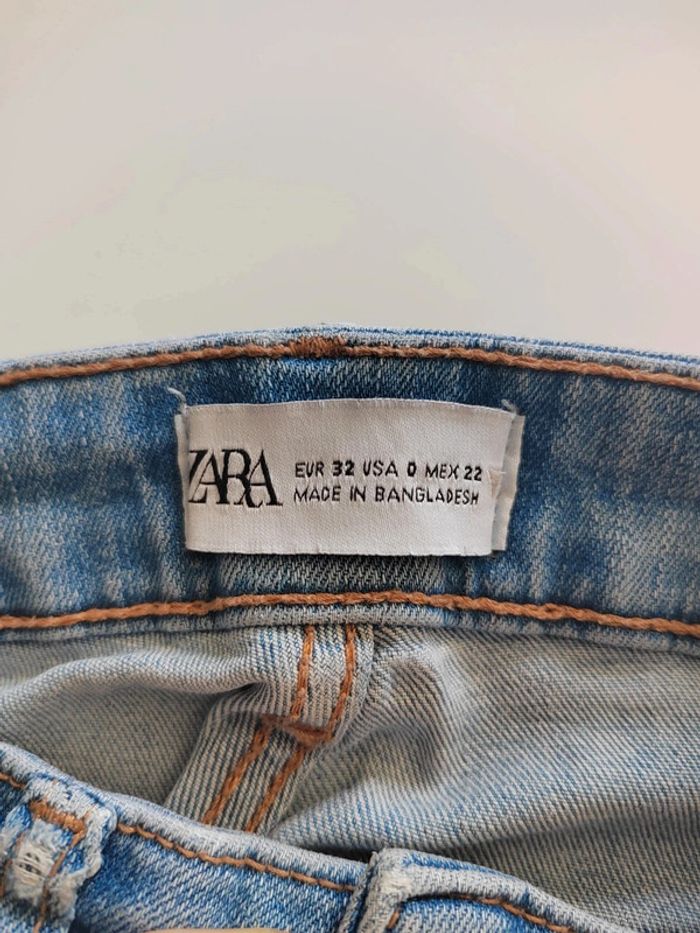 ZARA
EUR 32 USA 0 MEX 22
MADE IN BANGLADESH